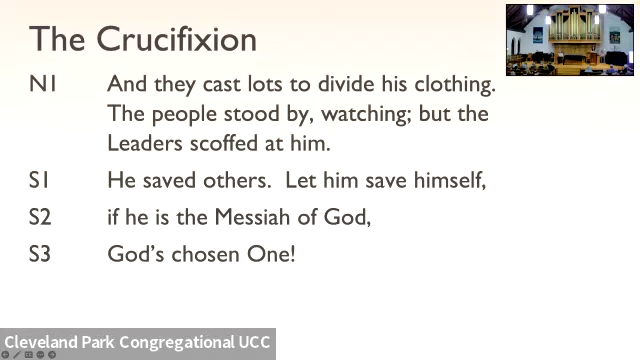 The Crucifixion
N1 And they cast lots to divide his clothing.
The people stood by, watching; but the
Leaders scoffed at him.
S1 He saved others.  Let him save himself,
S2 if he is the Messiah of God,
S3 God's chosen One!
Cleveland Park Congregational UCC